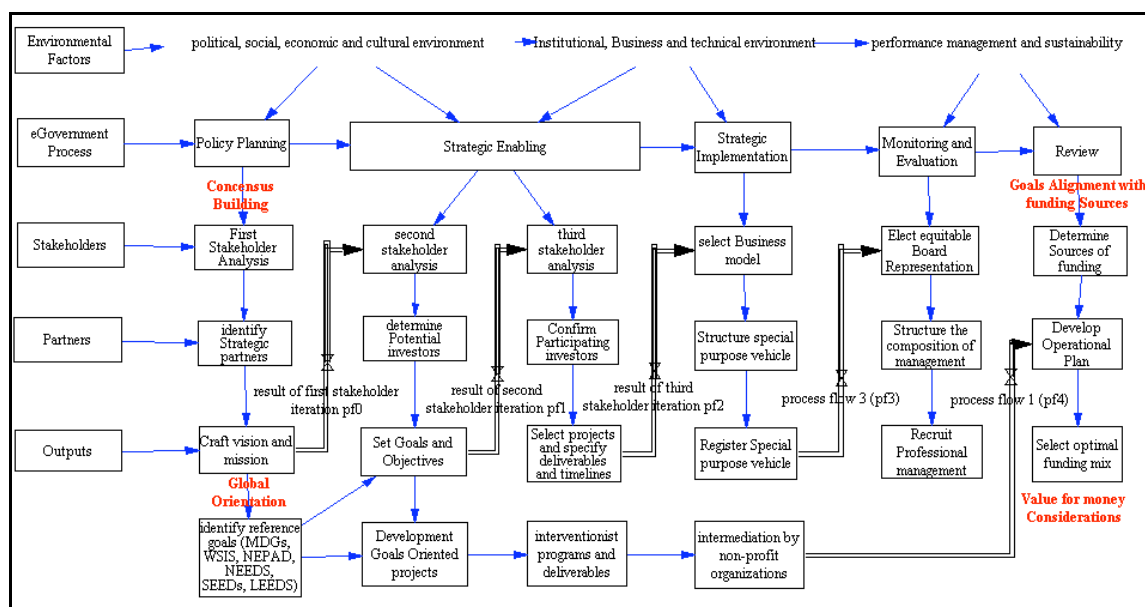 Environmental
Factors
political, social, economic and cultural environment
Institutional, Business and technical environment
performance management and sustainability
eGovernment
Process
Policy Planning
Strategic Enabling
Strategic
Implementation
Monitoring and
Evaluation
Review
Concensus
Building
Goals Alignment with
funding Sources
Stakeholders
First
Stakeholder
Analysis
second
stakeholder
analysis
third
stakeholder
analysis
select Business
model
Elect equitable
Board
Representation
Determine
Sources of
funding
Partners
identify
Strategic
partners
determine
Potential
investors
Confirm
Participating
investors
Structure special
purpose vehicle
Structure the
composition of
management
Develop
Operational
Plan
result of first stakeholder
iteration pf0
result of second
stakeholder iteration pf1
result of third
stakeholder iteration pf2
process flow 3 (pf3)
process flow 1 (pf4)
Outputs
Craft vision and
mission
Set Goals and
Objectives
Select projects
and specify
deliverables
and timelines
Register Special
purpose vehicle
Recruit
Professional
management
Select optimal
funding mix
Global
Orientation
Value for money
Considerations
identify reference
goals (MDGs,
WSIS, NEPAD,
NEEDS,
SEEDs, LEEDS)
Development
Goals Oriented
projects
interventionist
programs and
deliverables
intermediation by
non-profit
organizations